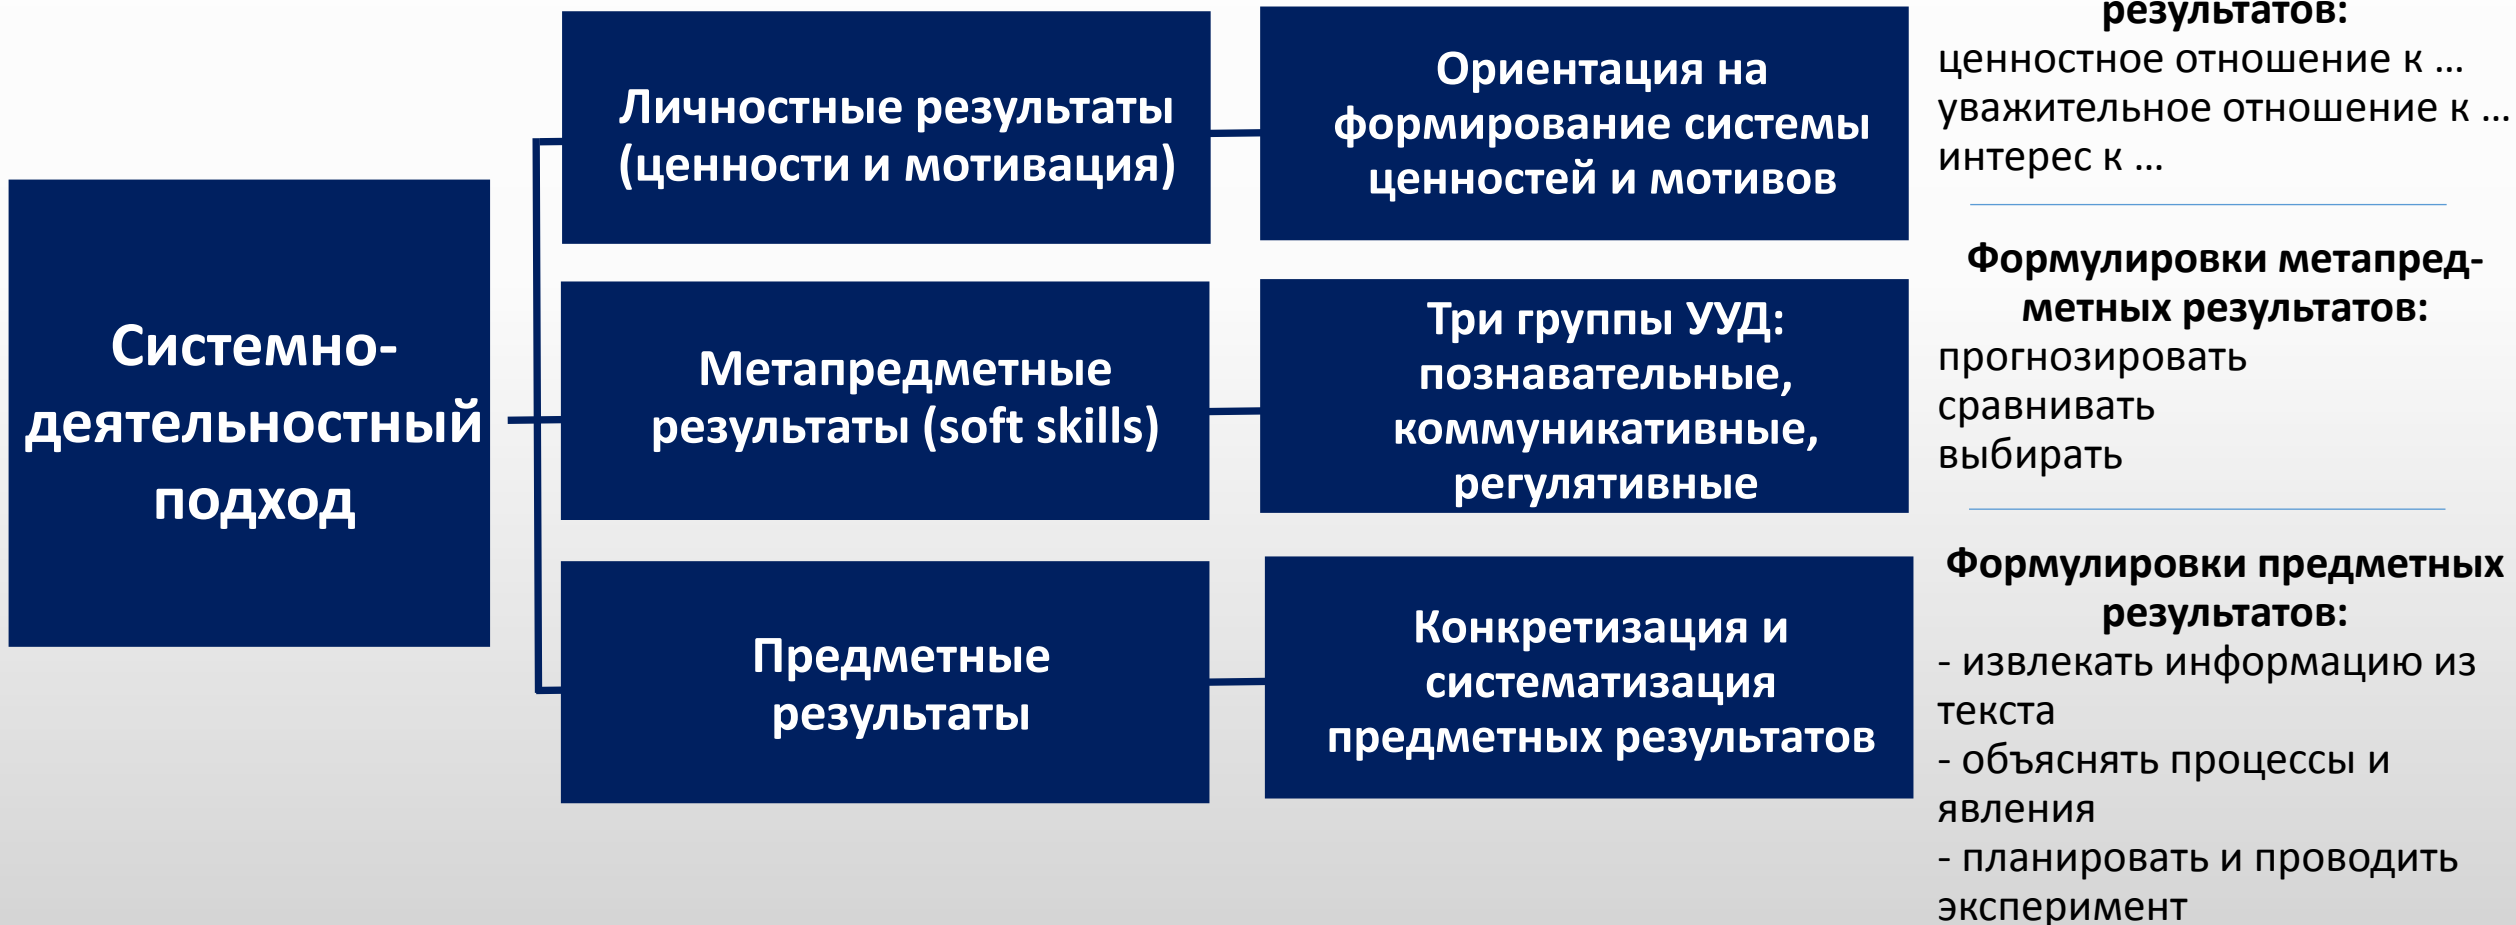 Системно-
деятельностный
подход
Личностные результаты
(ценности и мотивация)
Ориентация на
формирование системы
ценностей и мотивов
результатов:
ценностное отношение к ...
уважительное отношение к ...
интерес к ...
Метапредметные
результаты (soft skills)
Три группы УУД:
познавательные,
коммуникативные,
регулятивные
Формулировки метапред-
метных результатов:
прогнозировать
сравнивать
выбирать
Предметные
результаты
Конкретизация и
систематизация
предметных результатов
Формулировки предметных
результатов:
- извлекать информацию из
текста
- объяснять процессы и
явления
- планировать и проводить
эксперимент